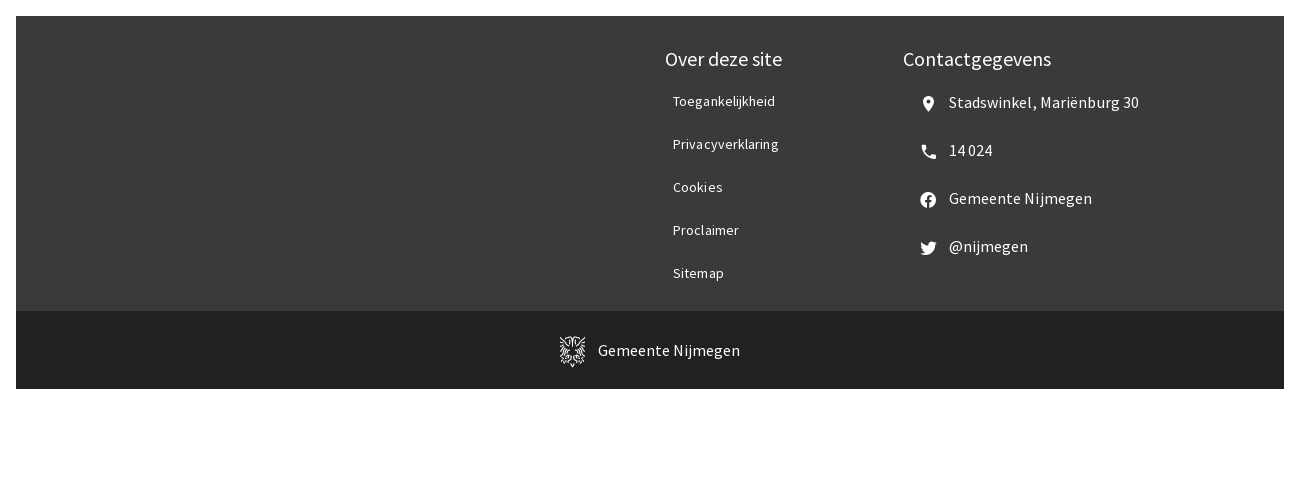 Over deze site
Toegankelijkheid
Privacyverklaring
Cookies
Proclaimer
Sitemap
Contactgegevens
Stadswinkel, Mariënburg 30
14 024
Gemeente Nijmegen
@nijmegen
Gemeente Nijmegen